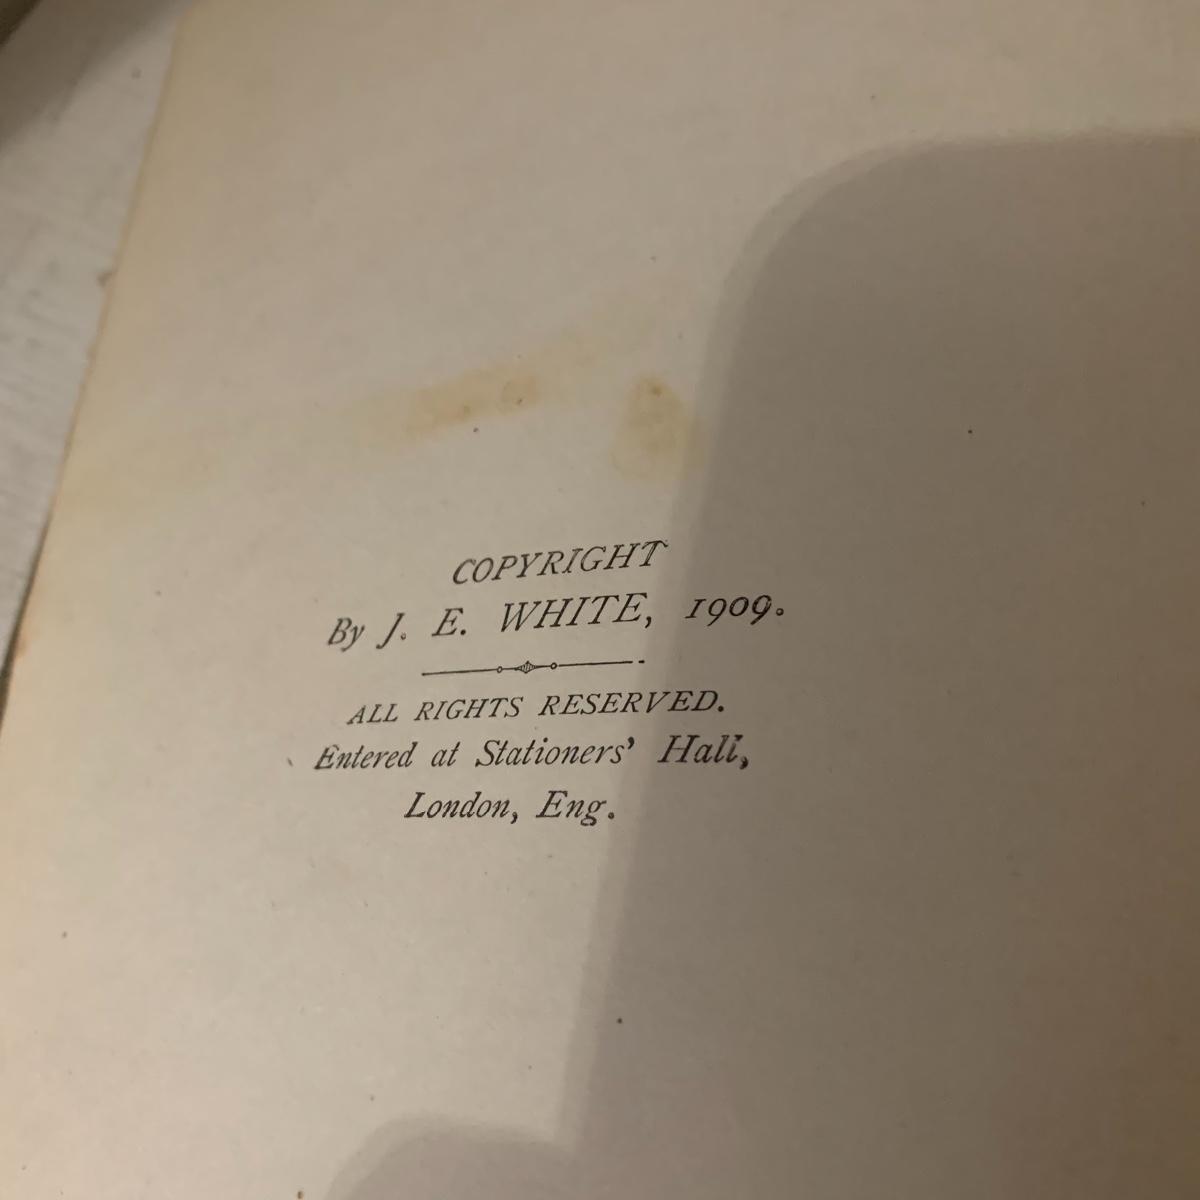 COPYRIGHT
By J. E. WHITE, 1909.
ALL RIGHTS RESERVED.
Entered at Stationers' Hall,
London, Eng.